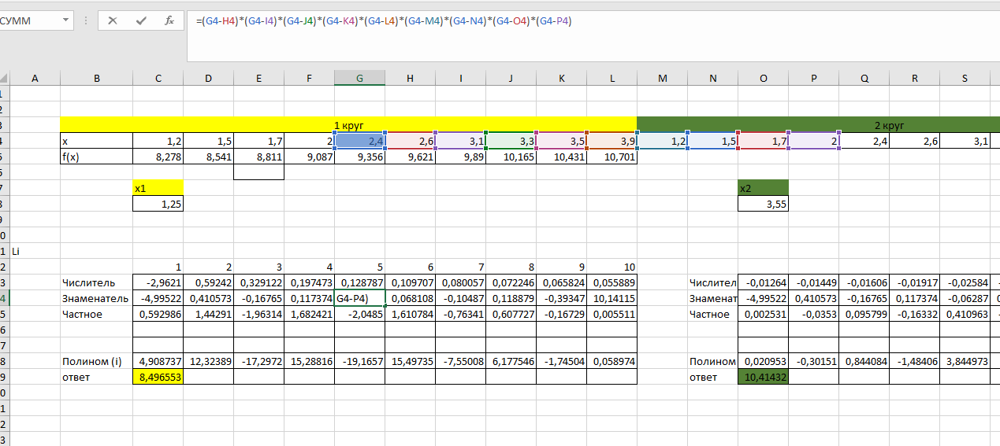 СУММ fx =(G4-H4)*(G4-I4)*(G4-J4)*(G4-K4)*(G4-L4)*(G4-M4)*(G4-N4)*(G4-O4)*(G4-P4)
A B C D E F G H I J K L M N O P Q R S
1
2
3 1 круг 2 круг
4 x 1,2 1,5 1,7 2 2,4 2,6 3,1 3,3 3,5 3,9 1,2 1,5 1,7 2 2,4 2,6 3,1
5 f(x) 8,278 8,541 8,811 9,087 9,356 9,621 9,89 10,165 10,431 10,701
6
7 x1 x2
8 1,25 3,55
9
0
1 Li
2 1 2 3 4 5 6 7 8 9 10
3 Числитель -2,9621 0,59242 0,329122 0,197473 0,128787 0,109707 0,080057 0,072246 0,065824 0,055889 Числител -0,01264 -0,01449 -0,01606 -0,01917 -0,02584
4 Знаменатель -4,99522 0,410573 -0,16765 0,117374 G4-P4) 0,068108 -0,10487 0,118879 -0,39347 10,14115 Знаменат -4,99522 0,410573 -0,16765 0,117374 -0,06287
5 Частное 0,592986 1,44291 -1,96314 1,682421 -2,0485 1,610784 -0,76341 0,607727 -0,16729 0,005511 Частное 0,002531 -0,0353 0,095799 -0,16332 0,410963
6
7
8 Полином (i) 4,908737 12,32389 -17,2972 15,28816 -19,1657 15,49735 -7,55008 6,177546 -1,74504 0,058974 Полином 0,020953 -0,30151 0,844084 -1,48406 3,844973
9 ответ 8,496553 ответ 10,41432
0
1
2
3